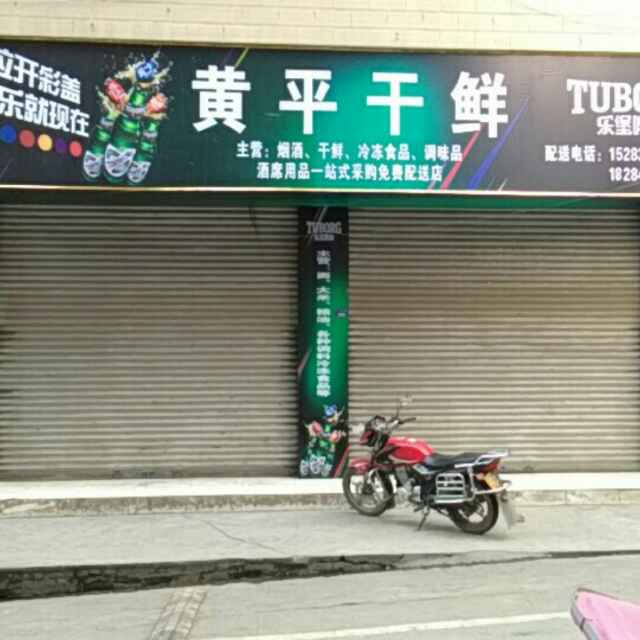 拉开彩盖
乐就现在
黄平干鲜
主营：烟酒、干鲜、冷冻食品、调味品
酒席用品一站式采购免费配送店
TUBO
乐堡
配送电话：1528
18284
TUBORG